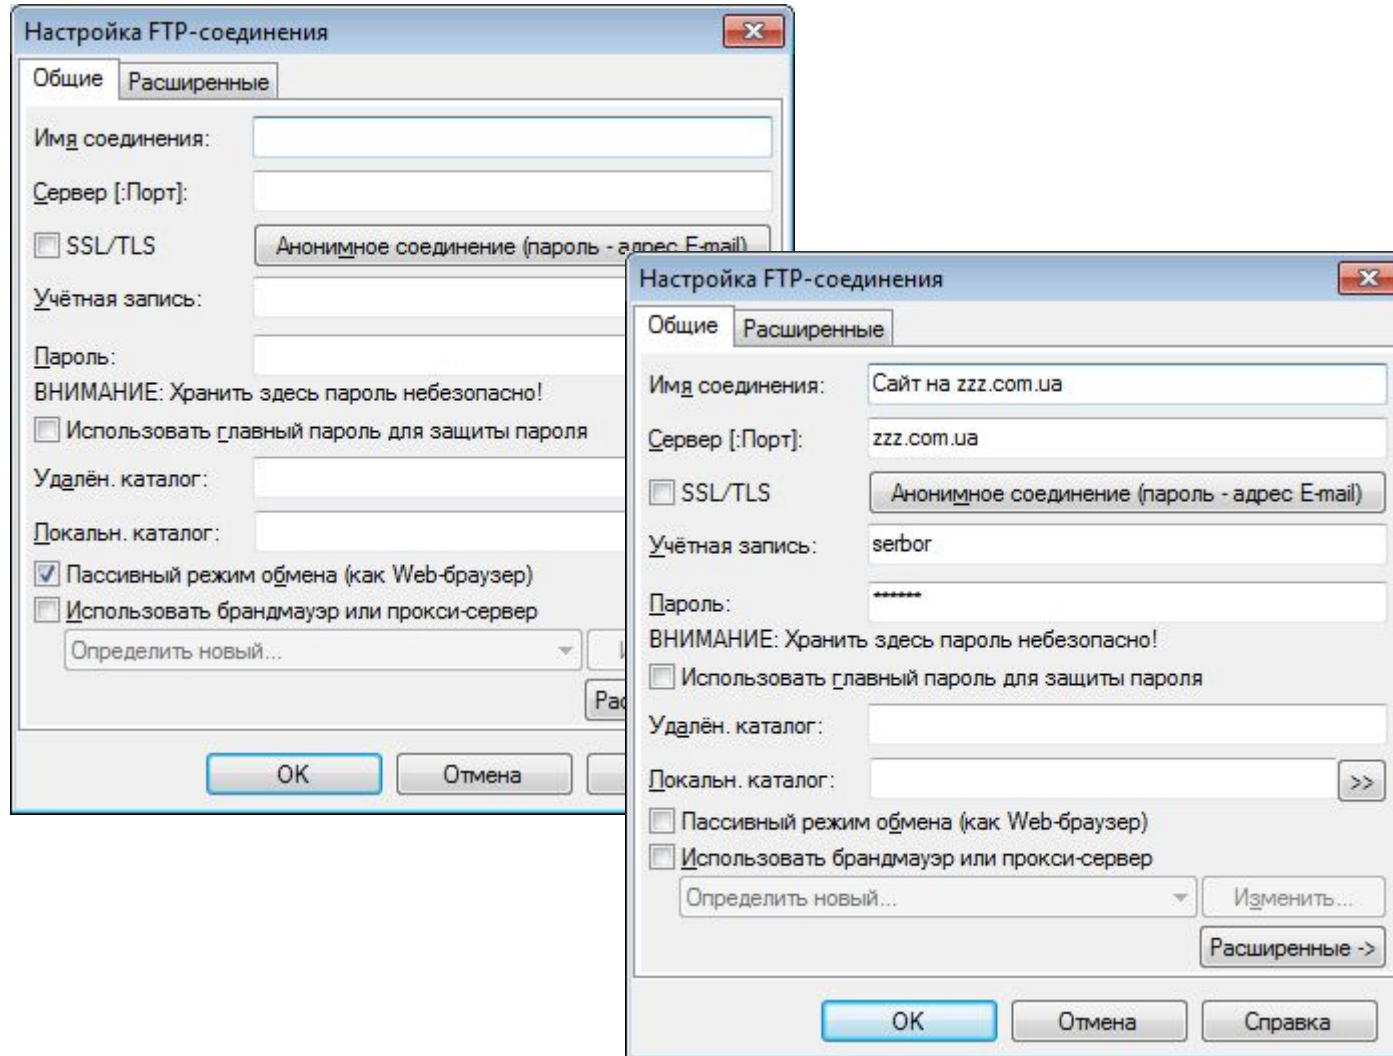 Настройка FTP-соединения
Общие
Расширенные
Имя соединения:
Сервер [:Порт]:
SSL/TLS
Анонимное соединение (пароль - адрес E-mail)
Учётная запись:
Пароль:
ВНИМАНИЕ: Хранить здесь пароль небезопасно!
Использовать главный пароль для защиты пароля
Удалён. каталог:
Локальн. каталог:
Пассивный режим обмена (как Web-браузер)
Использовать брандмауэр или прокси-сервер
Определить новый...
OK
Отмена
Настройка FTP-соединения
Общие
Расширенные
Имя соединения: Сайт на zzz.com.ua
Сервер [:Порт]: zzz.com.ua
SSL/TLS
Анонимное соединение (пароль - адрес E-mail)
Учётная запись: serbor
Пароль: ******
ВНИМАНИЕ: Хранить здесь пароль небезопасно!
Использовать главный пароль для защиты пароля
Удалён. каталог:
Локальн. каталог: >>
Пассивный режим обмена (как Web-браузер)
Использовать брандмауэр или прокси-сервер
Определить новый... Изменить...
Расширенные ->
OK
Отмена
Справка